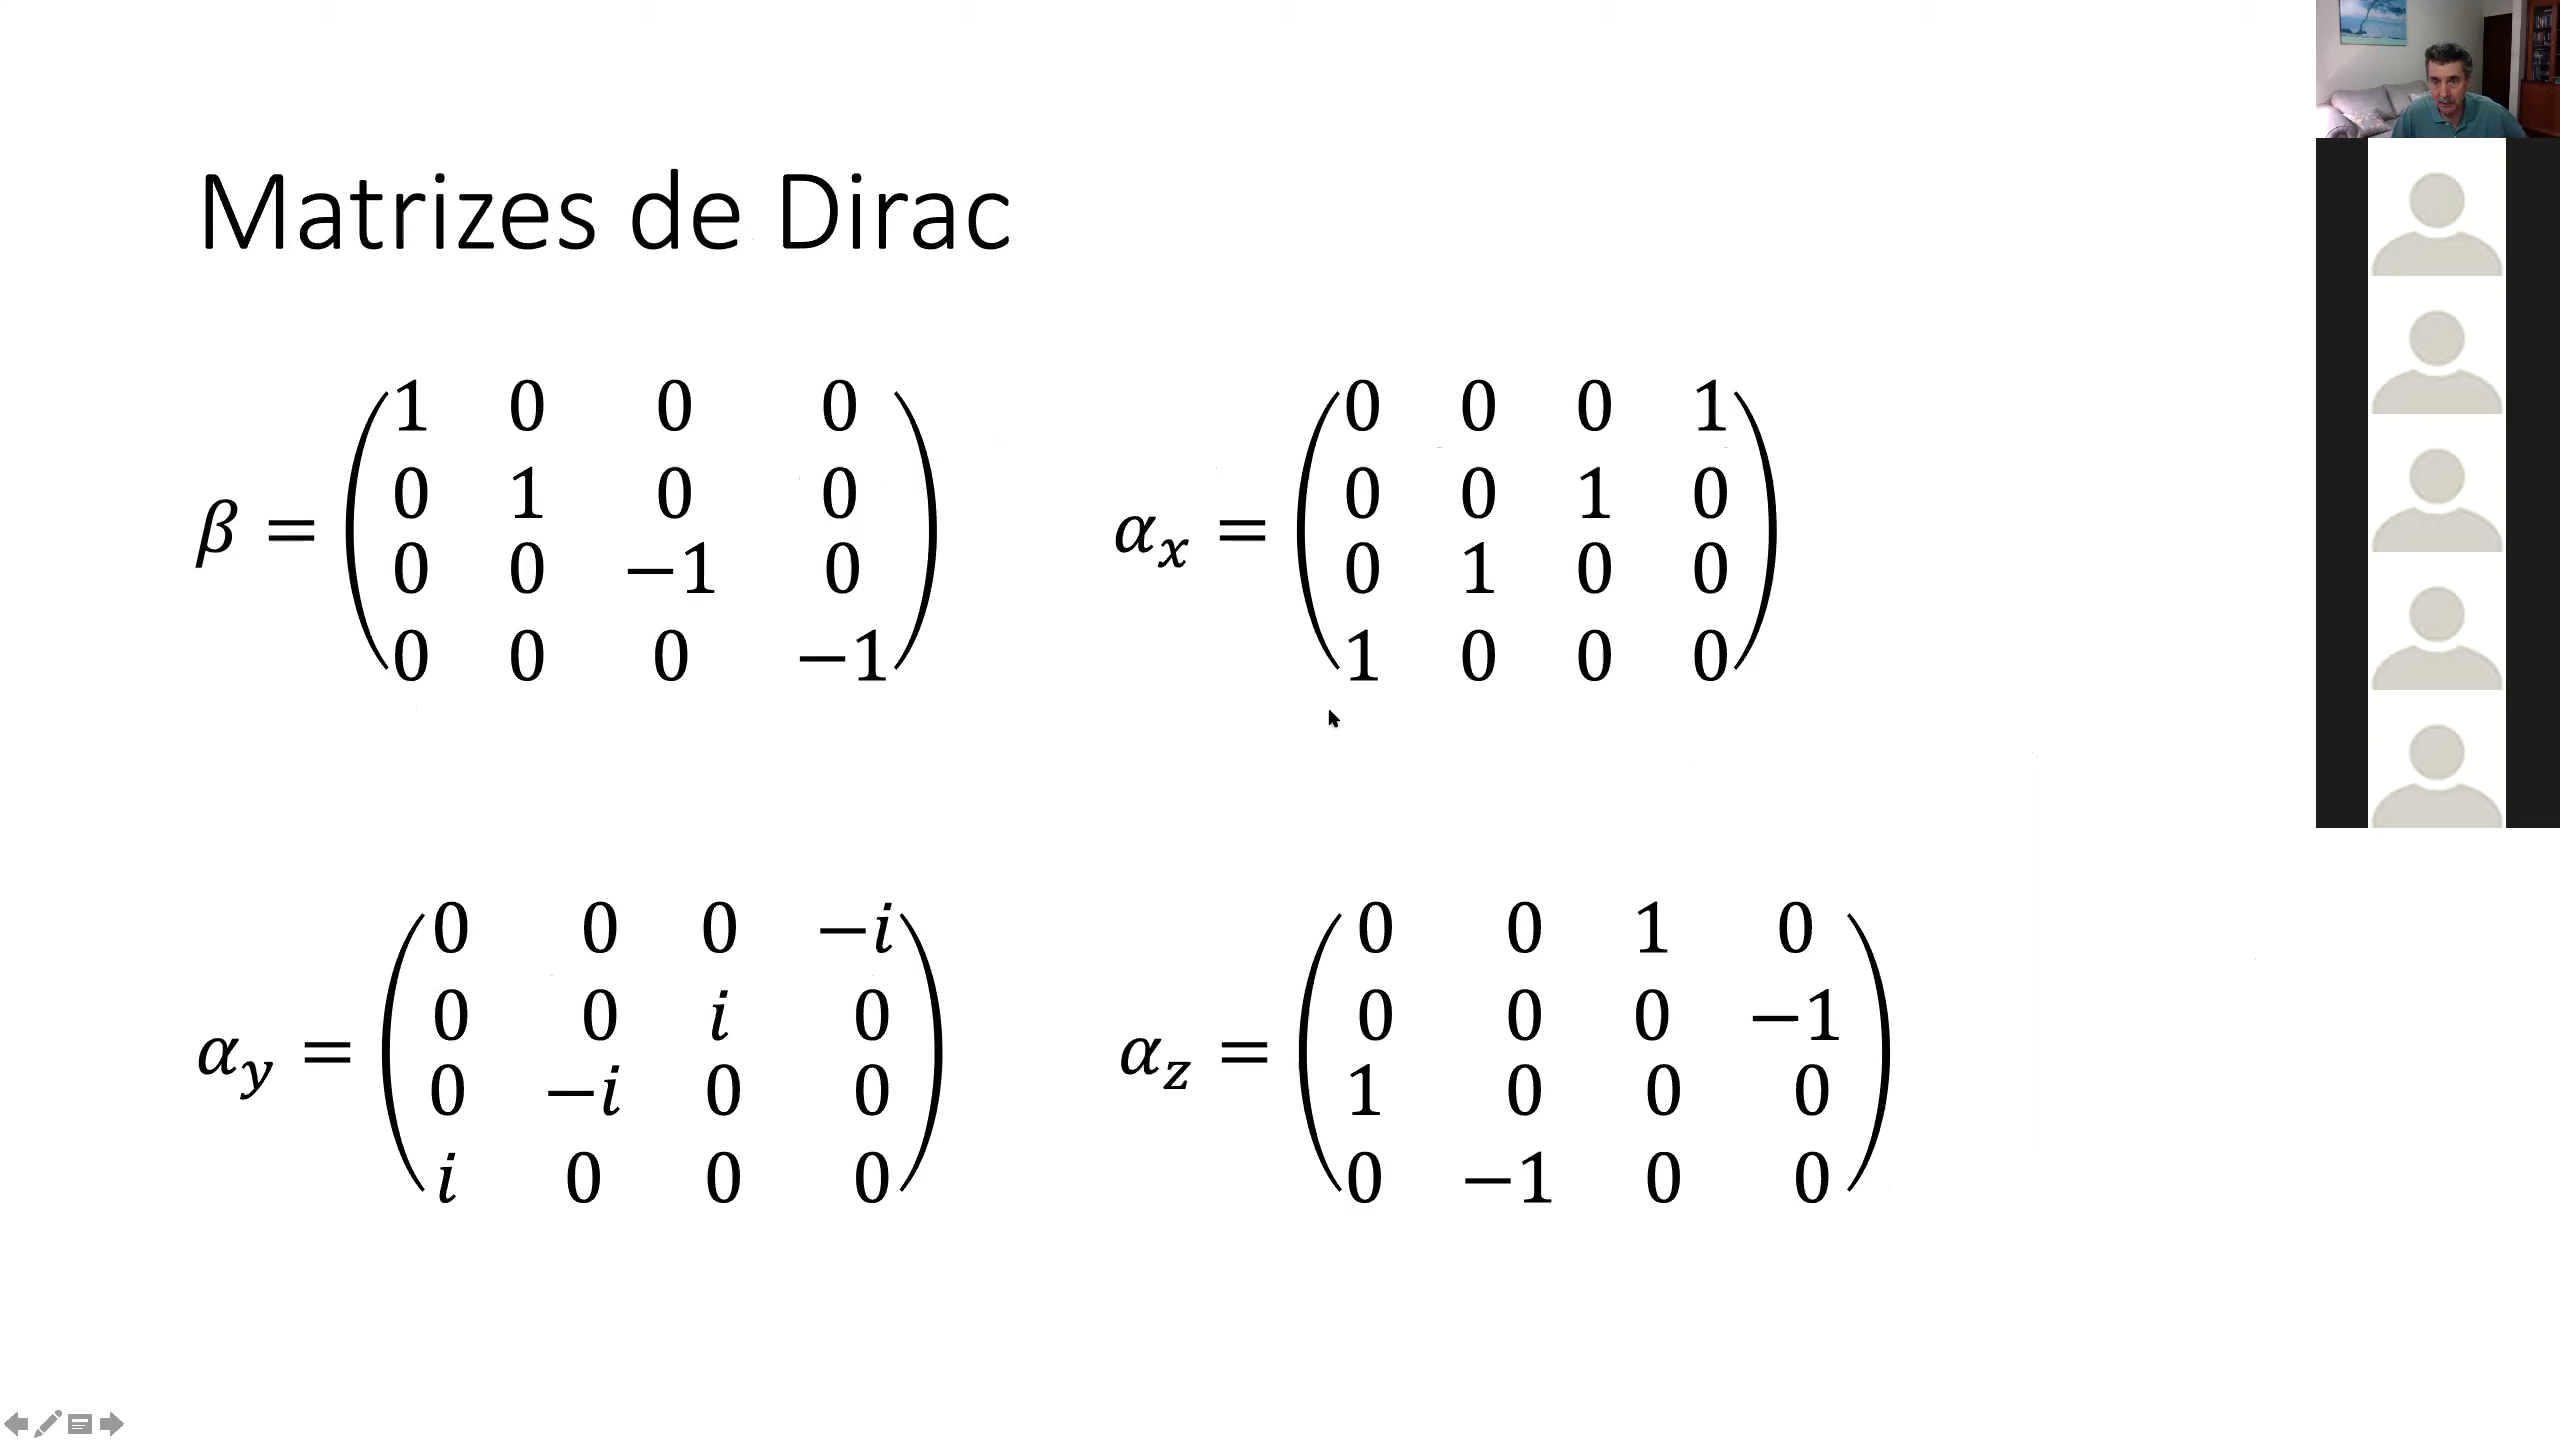 Matrizes de Dirac
β = (1 0 0 0
0 1 0 0
0 0 −1 0
0 0 0 −1)
α_x = (0 0 0 1
0 0 1 0
0 1 0 0
1 0 0 0)
α_y = (0 0 0 −i
0 0 i 0
0 −i 0 0
i 0 0 0)
α_z = (0 0 1 0
0 0 0 −1
1 0 0 0
0 −1 0 0)